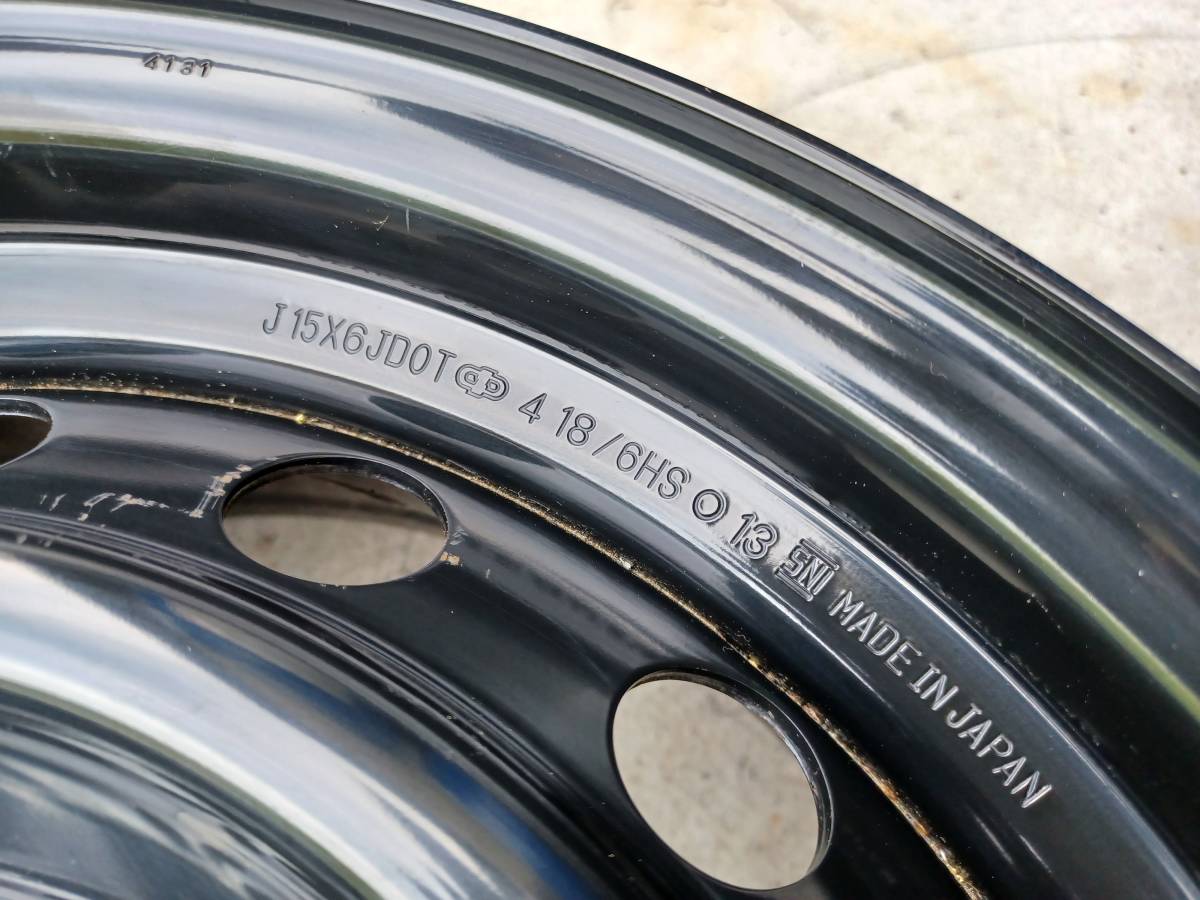 4131
J 15X6JDOT 4 18/6HS O 13 SNI MADE IN JAPAN